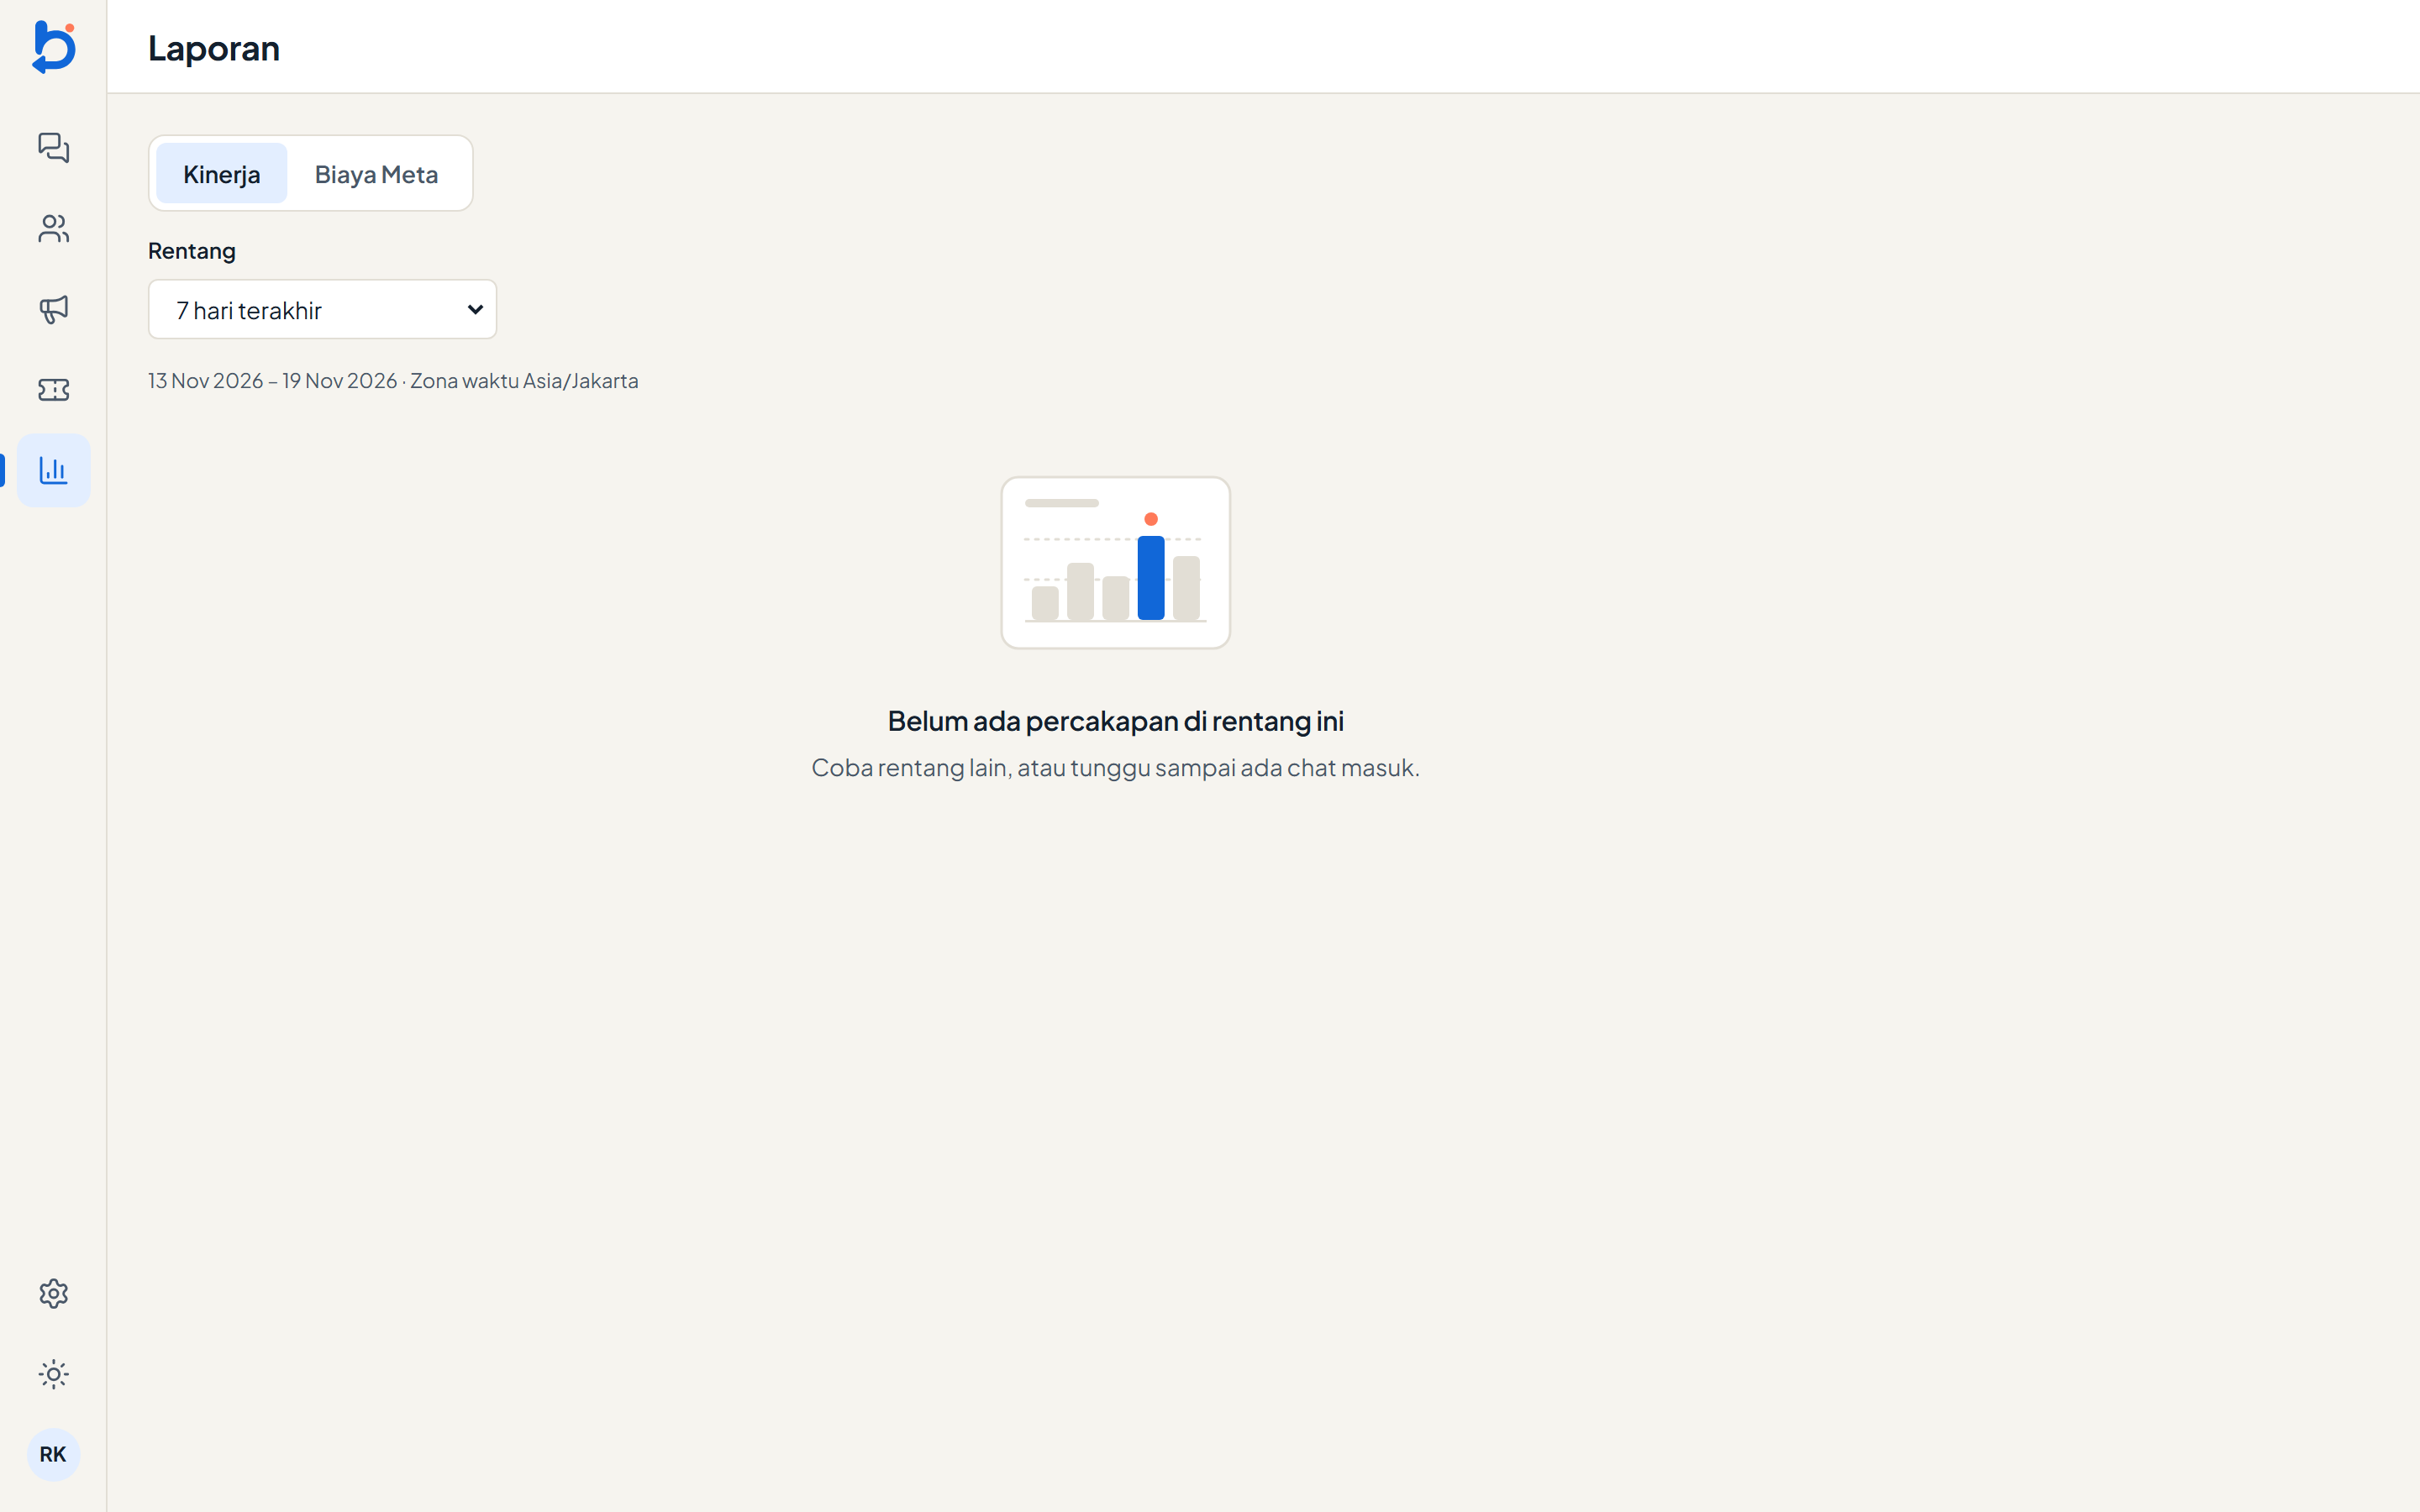 Laporan
Kinerja
Biaya Meta
Rentang
7 hari terakhir
13 Nov 2026 – 19 Nov 2026 · Zona waktu Asia/Jakarta
Belum ada percakapan di rentang ini
Coba rentang lain, atau tunggu sampai ada chat masuk.
RK